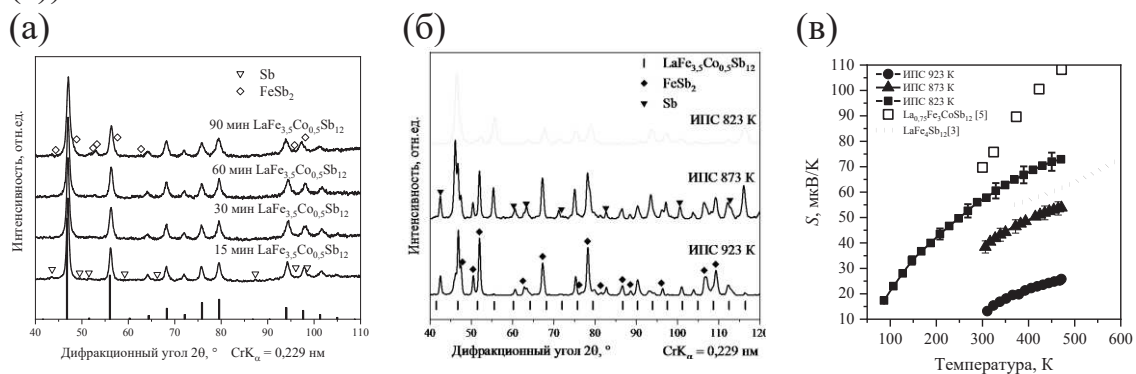 (а)
(б)
(в)
Интенсивность, отн.ед.
Sb
FeSb₂
90 мин LaFe₃,₅Co₀,₅Sb₁₂
60 мин LaFe₃,₅Co₀,₅Sb₁₂
30 мин LaFe₃,₅Co₀,₅Sb₁₂
15 мин LaFe₃,₅Co₀,₅Sb₁₂
40 50 60 70 80 90 100 110
Дифракционный угол 2θ, ° CrKα = 0,229 нм
Интенсивность, отн.ед.
LaFe₃,₅Co₀,₅Sb₁₂
FeSb₂
Sb
ИПС 823 К
ИПС 873 К
ИПС 923 К
40 50 60 70 80 90 100 110 120
Дифракционный угол 2θ, ° CrKα = 0,229 нм
S, мкВ/К
110
100
90
80
70
60
50
40
30
20
10
ИПС 923 К
ИПС 873 К
ИПС 823 К
La₀,₇₅Fe₃CoSb₁₂ [5]
LaFe₄Sb₁₂[3]
0 100 200 300 400 500 600
Температура, К